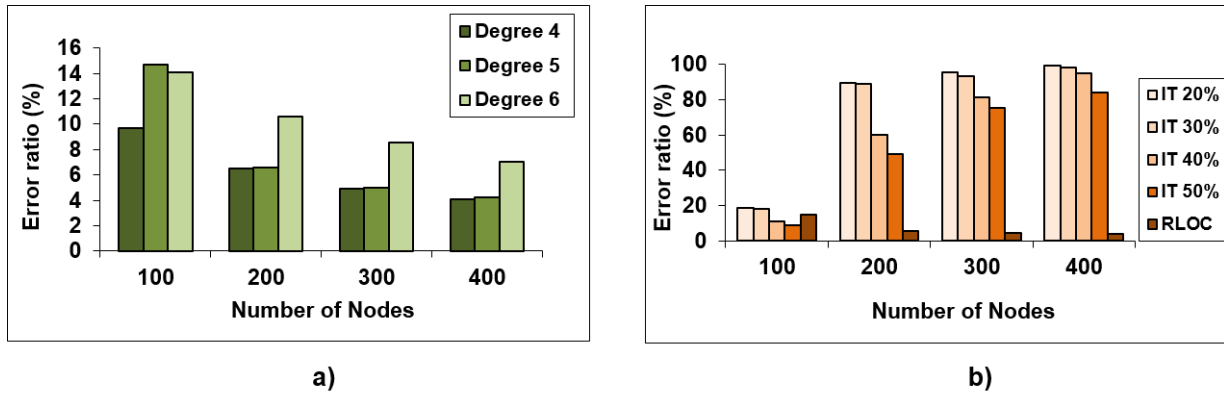 Degree 4
Degree 5
Degree 6
Error ratio (%)
16
14
12
10
8
6
4
2
0
100 200 300 400
Number of Nodes
a)
Error ratio (%)
100
80
60
40
20
0
100 200 300 400
Number of Nodes
IT 20%
IT 30%
IT 40%
IT 50%
RLOC
b)